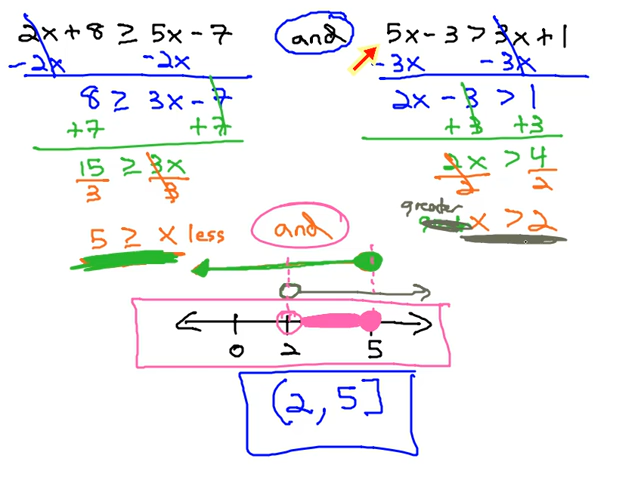 2x + 8 ≥ 5x - 7 and 5x - 3 > 3x + 1
-2x -2x -3x -3x
8 ≥ 3x - 7 2x - 3 > 1
+7 +7 +3 +3
15 ≥ 3x 2x > 4
3 3 2 2
greater
5 ≥ x less and x > 2
0 2 5
(2, 5]